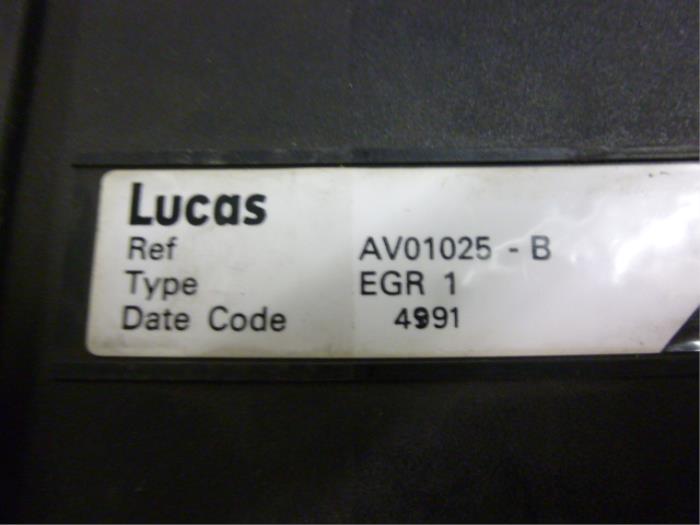 Lucas
Ref AV01025 - B
Type EGR 1
Date Code 4991